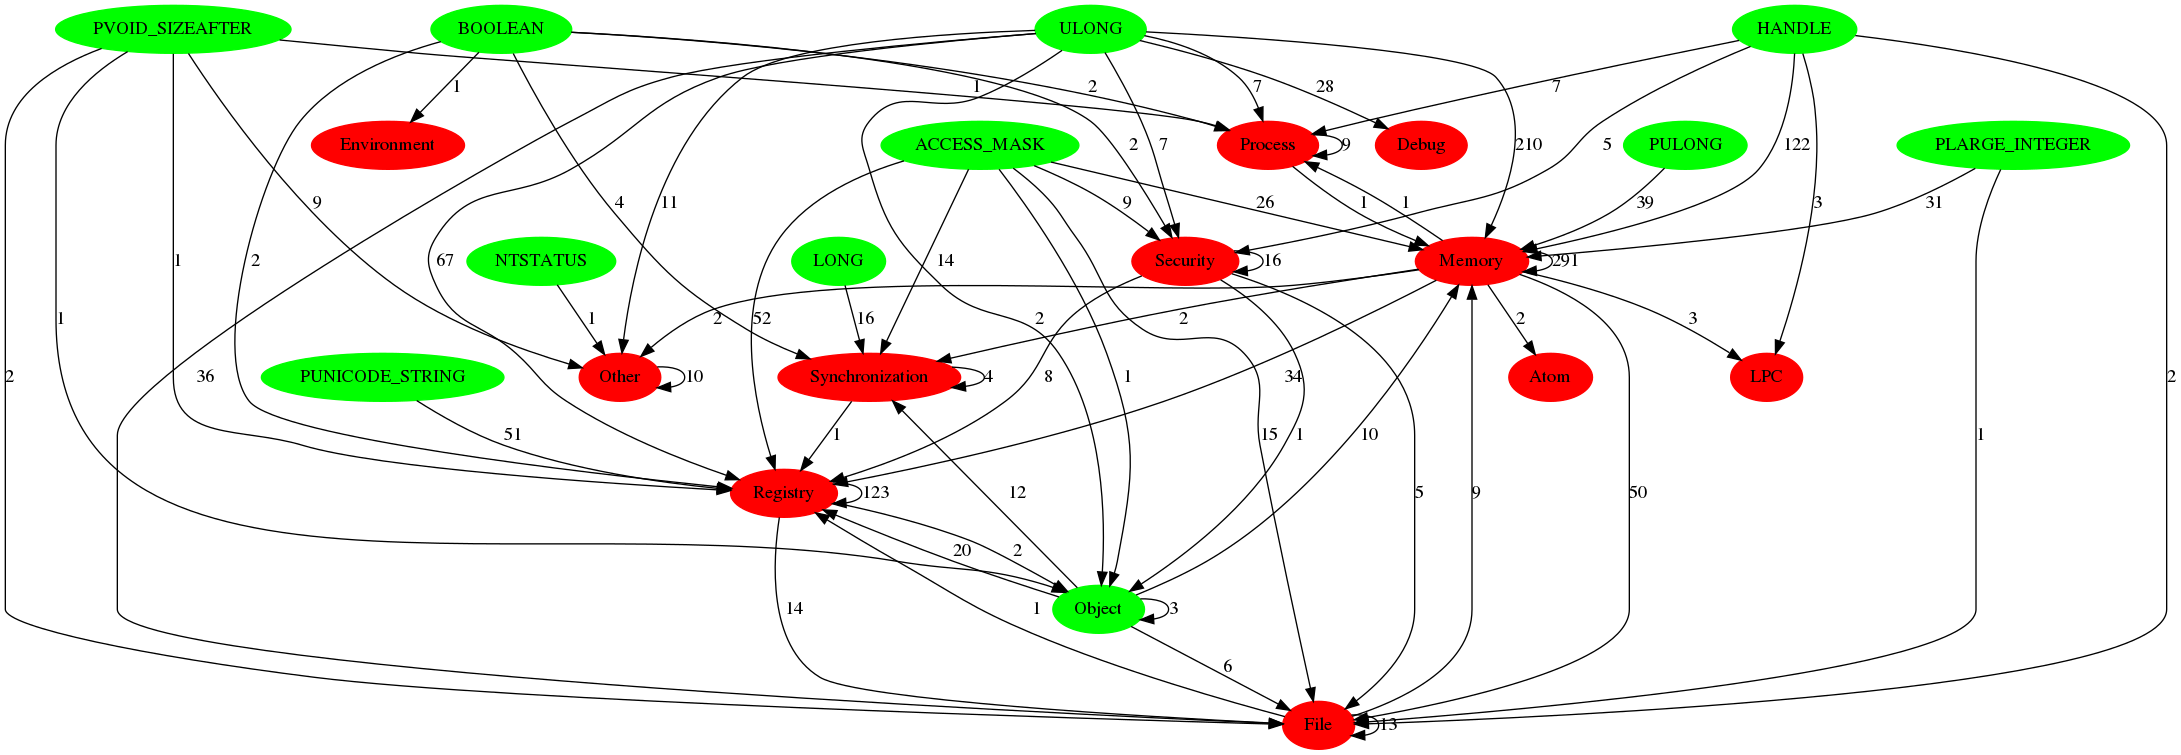 PVOID_SIZEAFTER BOOLEAN ULONG HANDLE
1 1 2 7 28 7
Environment ACCESS_MASK 2 7 Process 9 Debug 210 5 PULONG 122 PLARGE_INTEGER
9 4 11 9 26 1 1 39 3 31
1 2 67 NTSTATUS LONG 14 Security 16 Memory 291
1 2 1 2 52 16 2 2 2 3 2
36 PUNICODE_STRING Other 10 Synchronization 4 8 1 34 Atom LPC
51 1 15 1 10 1
Registry 123 12 5 9 50
20 2
14 1 Object 3
6
File 13